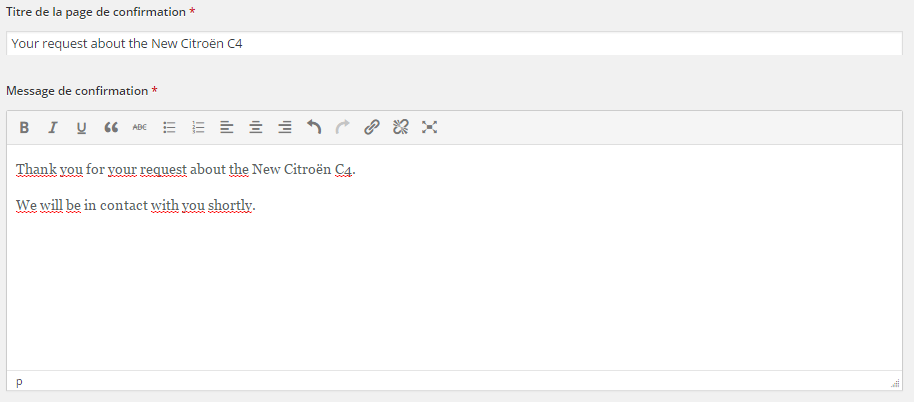 Titre de la page de confirmation *
Your request about the New Citroën C4
Message de confirmation *
B I U ABC
Thank you for your request about the New Citroën C4.
We will be in contact with you shortly.
p